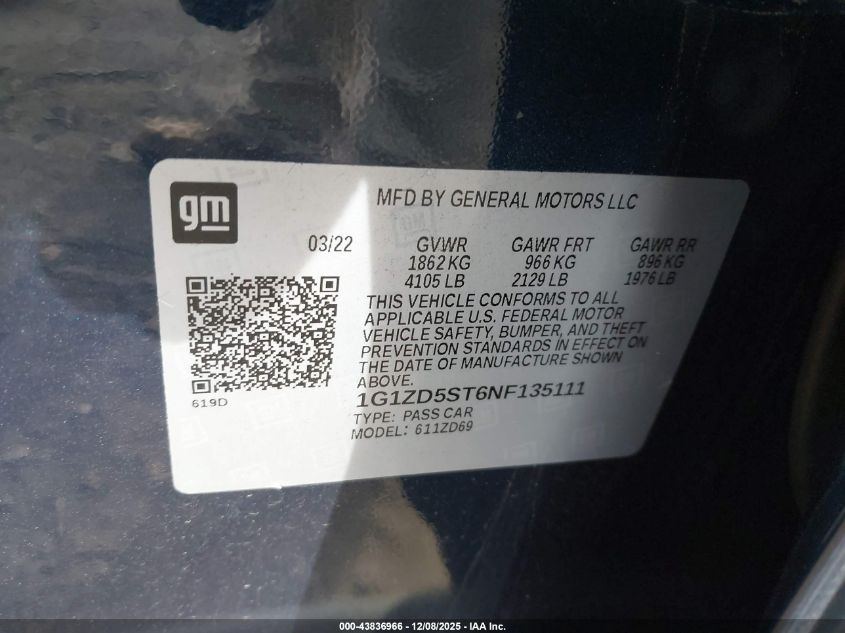 gm
MFD BY GENERAL MOTORS LLC
03/22 GVWR GAWR FRT GAWR RR
1862 KG 966 KG 896 KG
4105 LB 2129 LB 1976 LB
THIS VEHICLE CONFORMS TO ALL
APPLICABLE U.S. FEDERAL MOTOR
VEHICLE SAFETY, BUMPER, AND THEFT
PREVENTION STANDARDS IN EFFECT ON
THE DATE OF MANUFACTURE SHOWN
ABOVE.
619D
1G1ZD5ST6NF135111
TYPE: PASS CAR
MODEL: 611ZD69
000-43836966 - 12/08/2025 - IAA Inc.